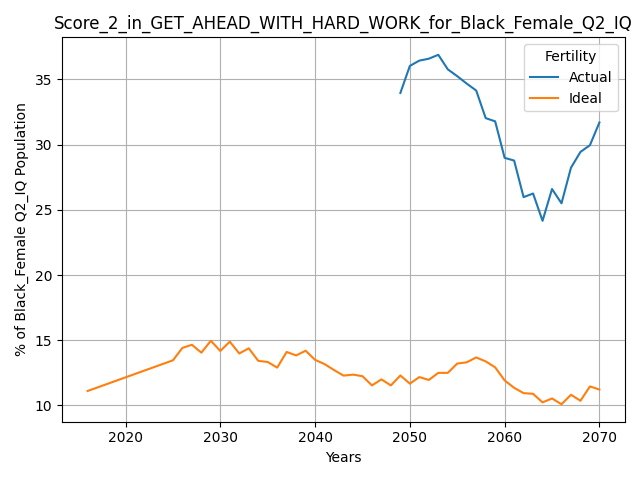 Score_2_in_GET_AHEAD_WITH_HARD_WORK_for_Black_Female_Q2_IQ
Fertility
Actual
Ideal
% of Black_Female Q2_IQ Population
35
30
25
20
15
10
2020 2030 2040 2050 2060 2070
Years